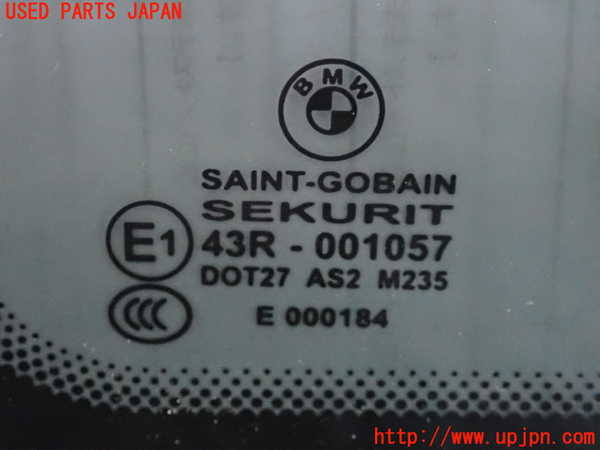 USED PARTS JAPAN
BMW
SAINT-GOBAIN
SEKURIT
E1 43R - 001057
DOT27 AS2 M235
CCC
E 000184
http://www.upjpn.com/